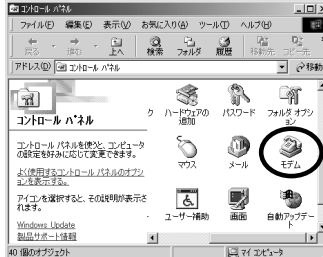 コントロール パネル
ファイル(F) 編集(E) 表示(V) お気に入り(A) ツール(T) ヘルプ(H)
戻る 進む 上へ 検索 フォルダ 履歴 移動先 コピー先
アドレス(D) コントロール パネル 移動
コントロール パネル
コントロール パネルを使うと、コンピュータ
の設定を好みに応じて変更できます。
よく使用するコントロール パネルのオプシ
ョンを表示する。
アイコンを選択すると、その説明が表示さ
れます。
Windows Update
製品サポート情報
ク ハードウェアの
追加
パスワード
フォルダ オプシ
ョン
マウス
メール
モデム
ユーザー補助
画面
自動アップデー
ト
40 個のオブジェクト
マイ コンピュータ